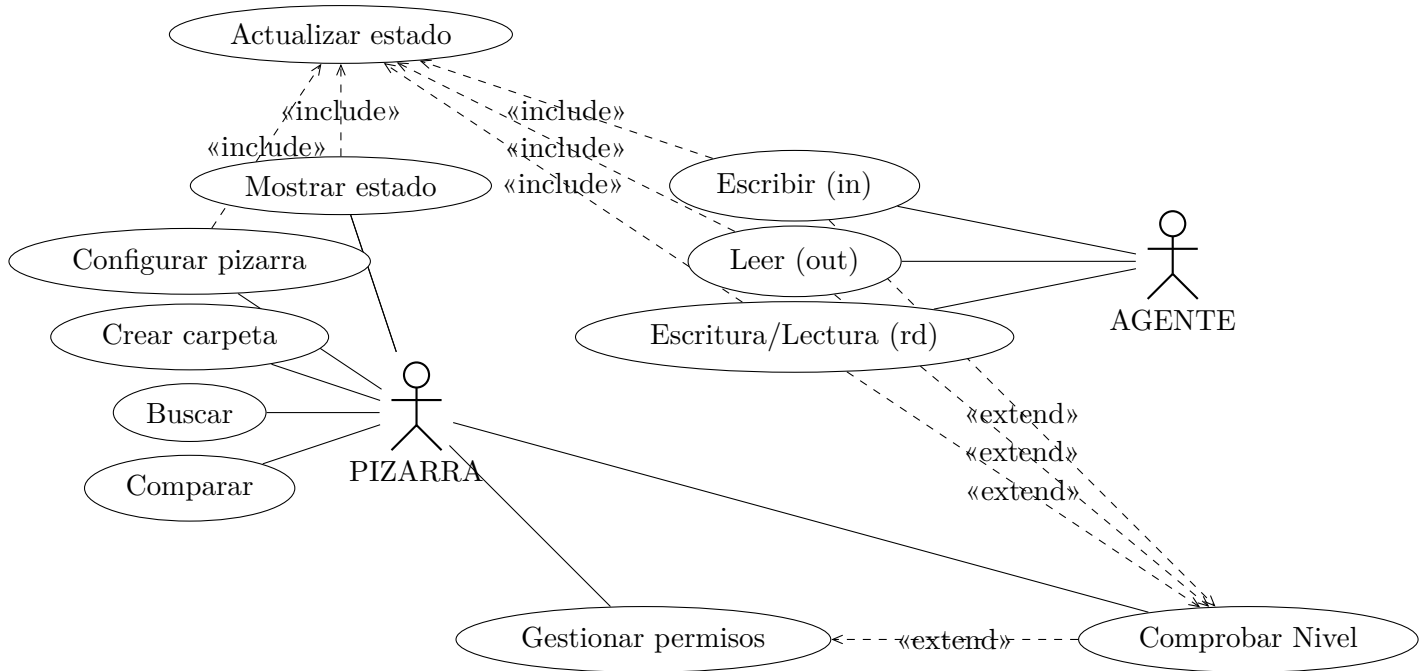 Actualizar estado
«include»
«include»
«include»
«include»
«include»
Mostrar estado
Escribir (in)
Configurar pizarra
Leer (out)
Crear carpeta
Escritura/Lectura (rd)
AGENTE
Buscar
«extend»
«extend»
PIZARRA
Comparar
«extend»
Gestionar permisos
«extend»
Comprobar Nivel